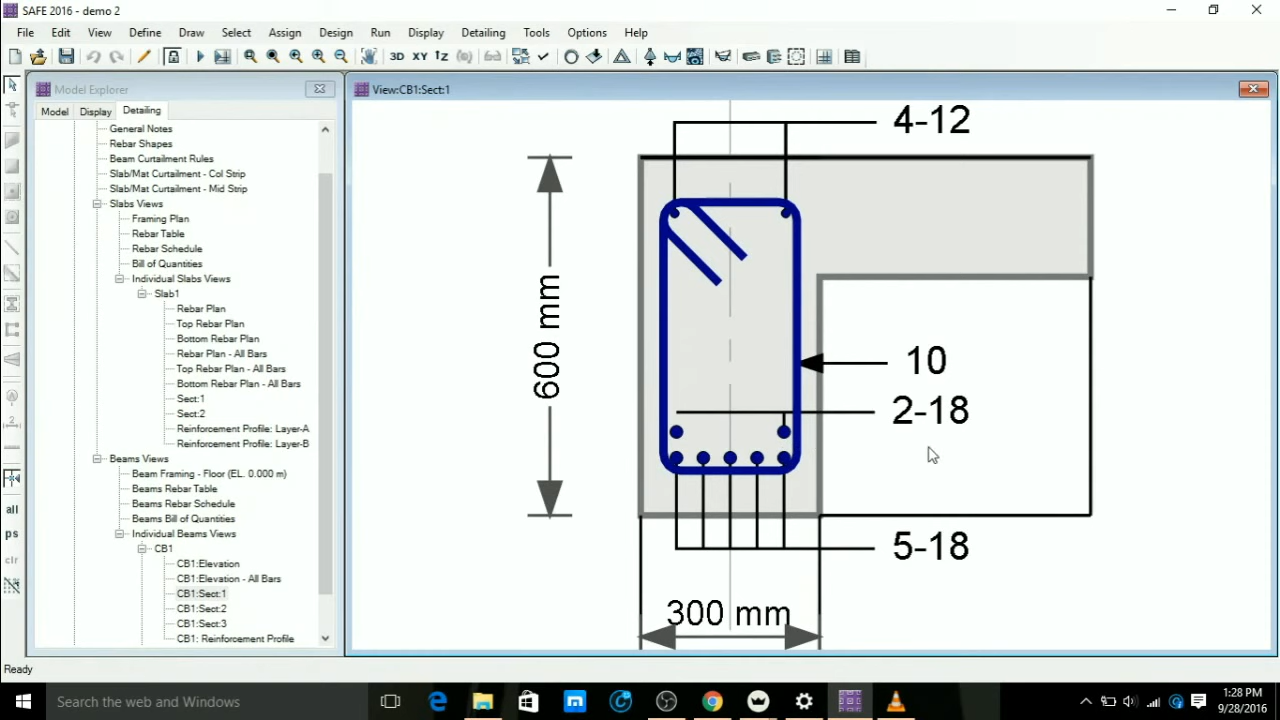 SAFE 2016 - demo 2
File Edit View Define Draw Select Assign Design Run Display Detailing Tools Options Help
3D XY
Model Explorer
Model Display Detailing
General Notes
Rebar Shapes
Beam Curtailment Rules
Slab/Mat Curtailment - Col Strip
Slab/Mat Curtailment - Mid Strip
Slabs Views
Framing Plan
Rebar Table
Rebar Schedule
Bill of Quantities
Individual Slabs Views
Slab1
Rebar Plan
Top Rebar Plan
Bottom Rebar Plan
Rebar Plan - All Bars
Top Rebar Plan - All Bars
Bottom Rebar Plan - All Bars
Sect:1
Sect:2
Reinforcement Profile: Layer-A
Reinforcement Profile: Layer-B
Beams Views
Beam Framing - Floor (EL. 0.000 m)
Beams Rebar Table
Beams Rebar Schedule
Beams Bill of Quantities
Individual Beams Views
CB1
CB1:Elevation
CB1:Elevation - All Bars
CB1:Sect:1
CB1:Sect:2
CB1:Sect:3
CB1: Reinforcement Profile
all
ps
clr
View:CB1:Sect:1
4-12
600 mm
10
2-18
5-18
300 mm
Ready
Search the web and Windows
1:28 PM
9/28/2016